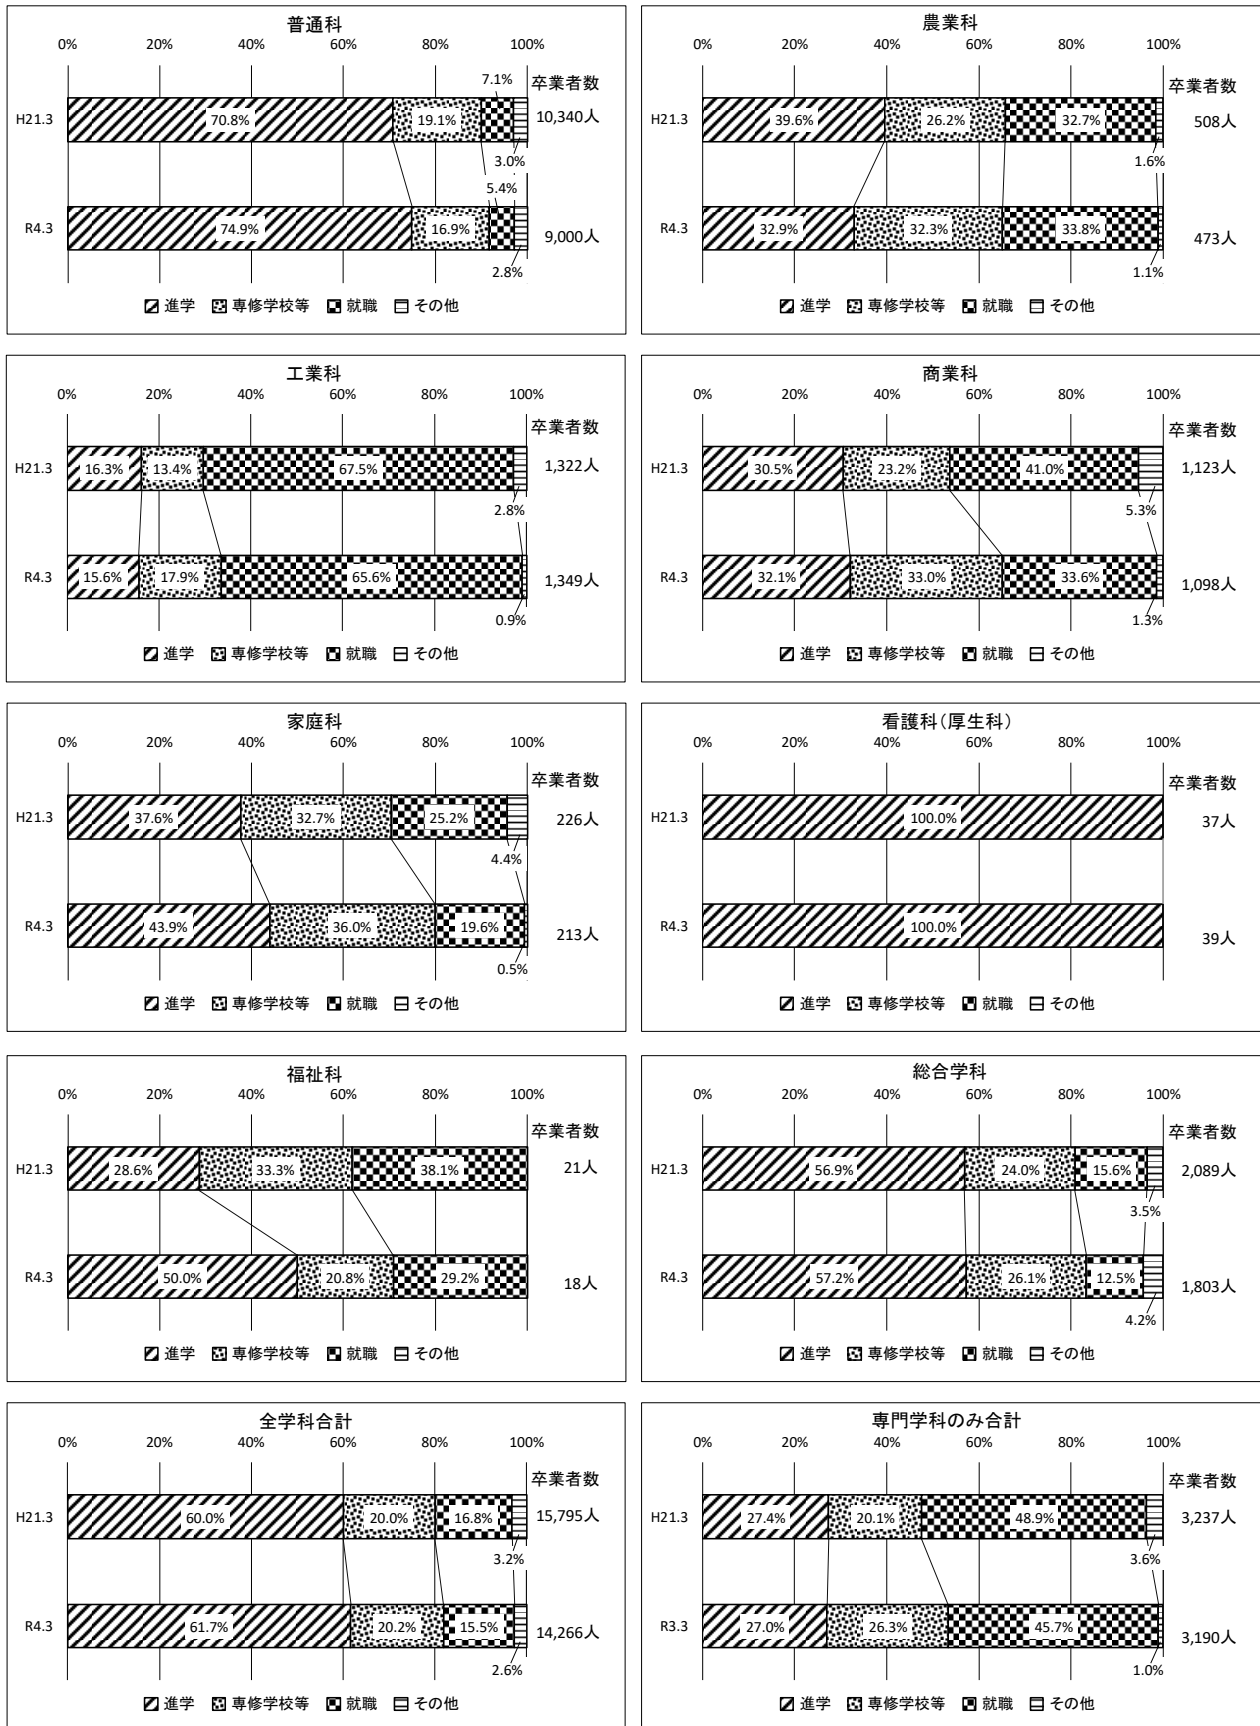 普通科
0% 20% 40% 60% 80% 100%
卒業者数
7.1%
H21.3 70.8% 19.1% 10,340人
3.0%
5.4%
R4.3 74.9% 16.9% 9,000人
2.8%
進学 専修学校等 就職 その他
農業科
0% 20% 40% 60% 80% 100%
卒業者数
H21.3 39.6% 26.2% 32.7% 508人
1.6%
R4.3 32.9% 32.3% 33.8% 473人
1.1%
進学 専修学校等 就職 その他
工業科
0% 20% 40% 60% 80% 100%
卒業者数
H21.3 16.3% 13.4% 67.5% 1,322人
2.8%
R4.3 15.6% 17.9% 65.6% 1,349人
0.9%
進学 専修学校等 就職 その他
商業科
0% 20% 40% 60% 80% 100%
卒業者数
H21.3 30.5% 23.2% 41.0% 1,123人
5.3%
R4.3 32.1% 33.0% 33.6% 1,098人
1.3%
進学 専修学校等 就職 その他
家庭科
0% 20% 40% 60% 80% 100%
卒業者数
H21.3 37.6% 32.7% 25.2% 226人
4.4%
R4.3 43.9% 36.0% 19.6% 213人
0.5%
進学 専修学校等 就職 その他
看護科(厚生科)
0% 20% 40% 60% 80% 100%
卒業者数
H21.3 100.0% 37人
R4.3 100.0% 39人
進学 専修学校等 就職 その他
福祉科
0% 20% 40% 60% 80% 100%
卒業者数
H21.3 28.6% 33.3% 38.1% 21人
R4.3 50.0% 20.8% 29.2% 18人
進学 専修学校等 就職 その他
総合学科
0% 20% 40% 60% 80% 100%
卒業者数
H21.3 56.9% 24.0% 15.6% 2,089人
3.5%
R4.3 57.2% 26.1% 12.5% 1,803人
4.2%
進学 専修学校等 就職 その他
全学科合計
0% 20% 40% 60% 80% 100%
卒業者数
H21.3 60.0% 20.0% 16.8% 15,795人
3.2%
R4.3 61.7% 20.2% 15.5% 14,266人
2.6%
進学 専修学校等 就職 その他
専門学科のみ合計
0% 20% 40% 60% 80% 100%
卒業者数
H21.3 27.4% 20.1% 48.9% 3,237人
3.6%
R3.3 27.0% 26.3% 45.7% 3,190人
1.0%
進学 専修学校等 就職 その他